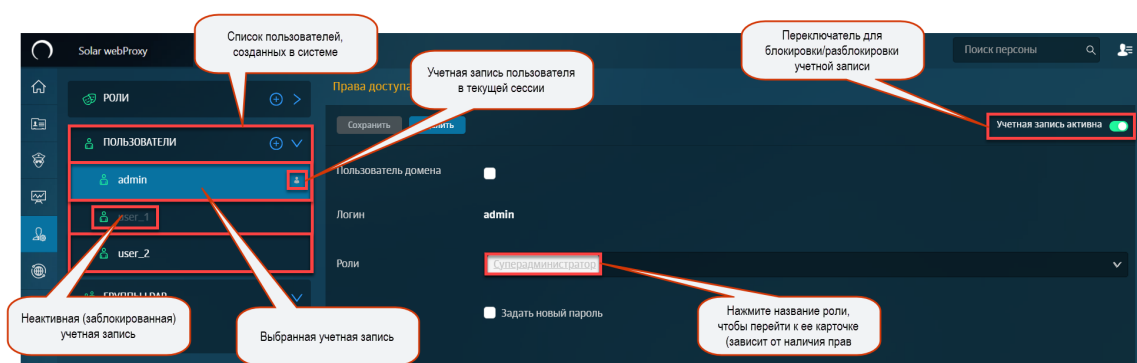 Список пользователей,
созданных в системе
Переключатель для
блокировки/разблокировки
учетной записи
Solar webProxy
Поиск персоны
Учетная запись пользователя
в текущей сессии
Права доступа
РОЛИ
Сохранить
Учетная запись активна
ПОЛЬЗОВАТЕЛИ
Пользователь домена
admin
user_1
Логин
admin
user_2
Роли
Суперадминистратор
Задать новый пароль
Неактивная (заблокированная)
учетная запись
Выбранная учетная запись
Нажмите название роли,
чтобы перейти к ее карточке
(зависит от наличия прав